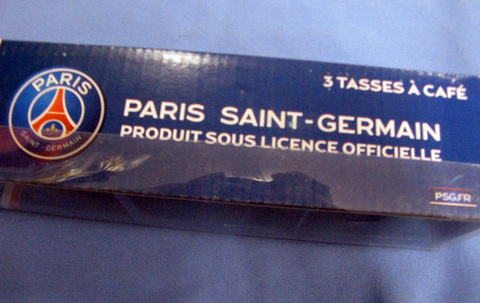 3 TASSES À CAFÉ
PARIS
SAINT-GERMAIN
PARIS SAINT-GERMAIN
PRODUIT SOUS LICENCE OFFICIELLE
PSG.FR